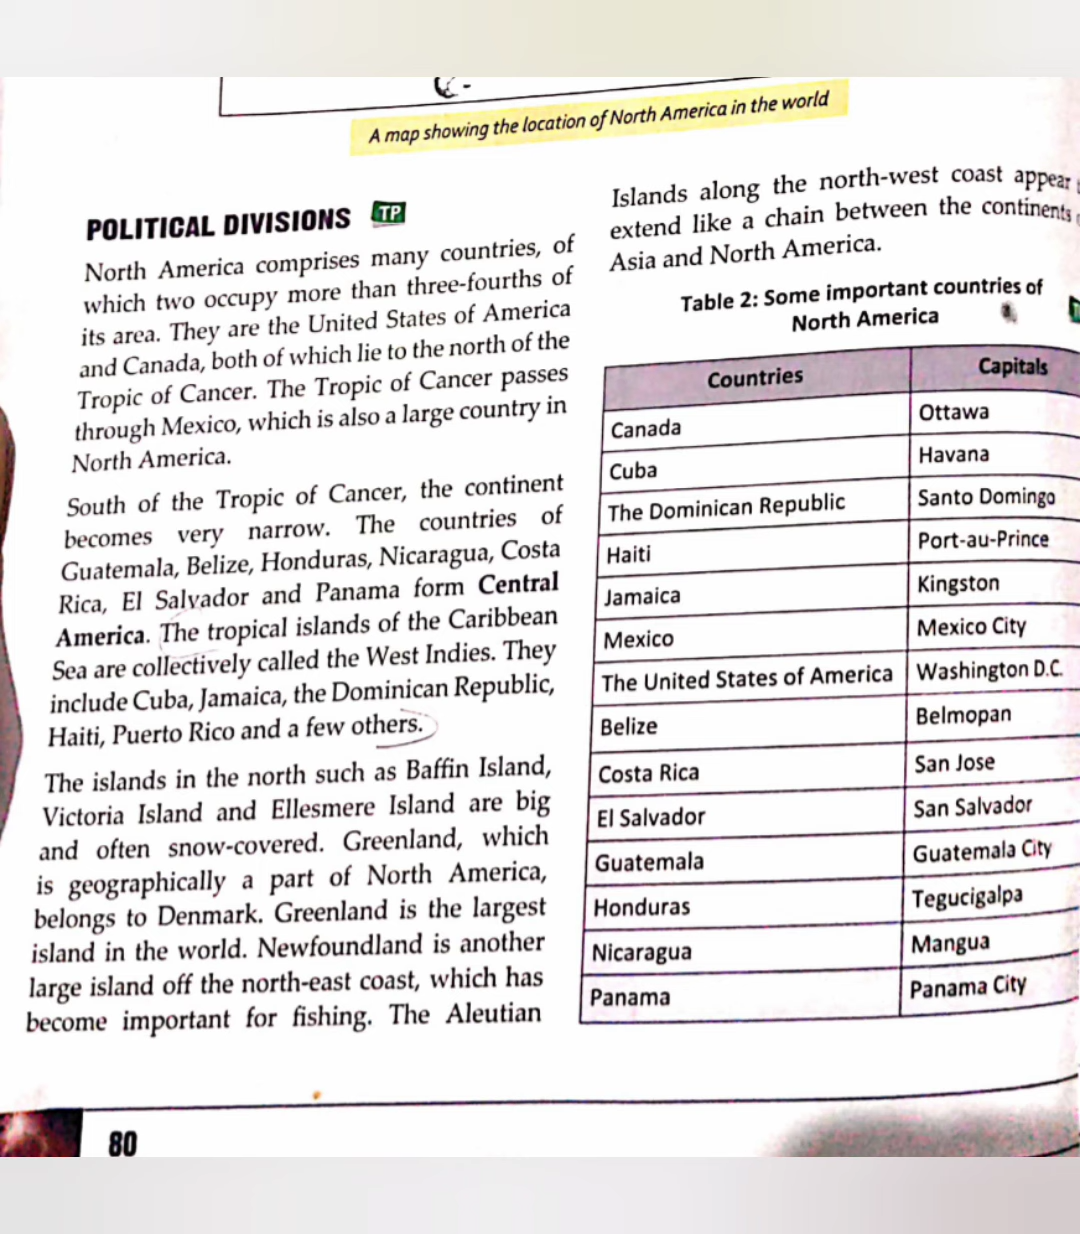 A map showing the location of North America in the world
POLITICAL DIVISIONS TP
North America comprises many countries, of
which two occupy more than three-fourths of
its area. They are the United States of America
and Canada, both of which lie to the north of the
Tropic of Cancer. The Tropic of Cancer passes
through Mexico, which is also a large country in
North America.
South of the Tropic of Cancer, the continent
becomes very narrow. The countries of
Guatemala, Belize, Honduras, Nicaragua, Costa
Rica, El Salvador and Panama form Central
America. The tropical islands of the Caribbean
Sea are collectively called the West Indies. They
include Cuba, Jamaica, the Dominican Republic,
Haiti, Puerto Rico and a few others.
The islands in the north such as Baffin Island,
Victoria Island and Ellesmere Island are big
and often snow-covered. Greenland, which
is geographically a part of North America,
belongs to Denmark. Greenland is the largest
island in the world. Newfoundland is another
large island off the north-east coast, which has
become important for fishing. The Aleutian
Islands along the north-west coast appear
extend like a chain between the continents
Asia and North America.
Table 2: Some important countries of
North America
Countries Capitals
Canada Ottawa
Cuba Havana
The Dominican Republic Santo Domingo
Haiti Port-au-Prince
Jamaica Kingston
Mexico Mexico City
The United States of America Washington D.C.
Belize Belmopan
Costa Rica San Jose
El Salvador San Salvador
Guatemala Guatemala City
Honduras Tegucigalpa
Nicaragua Mangua
Panama Panama City
80